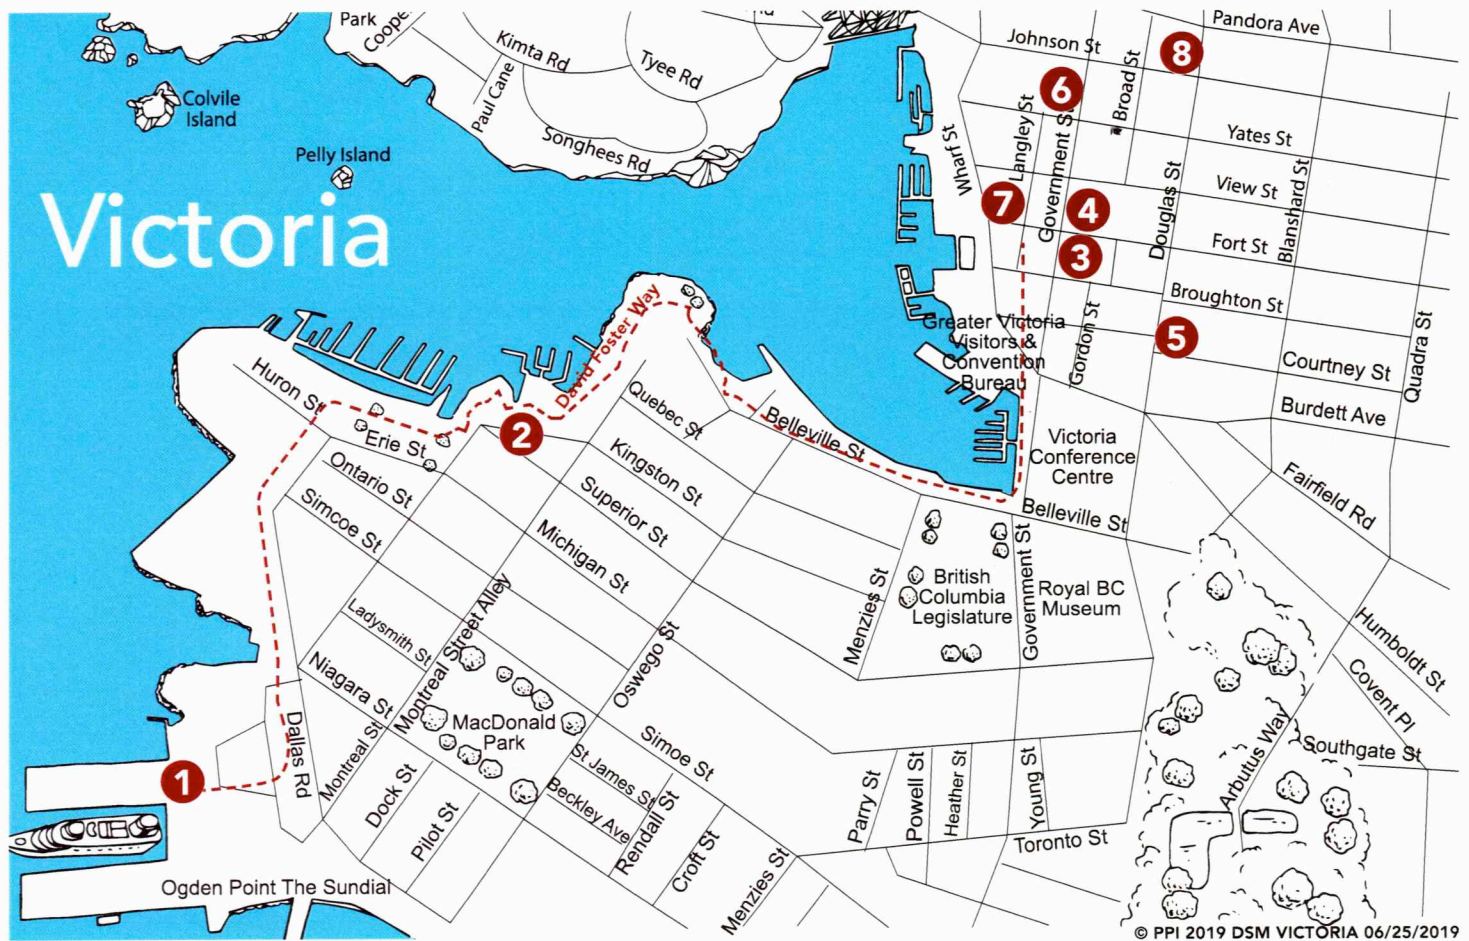 Park
Cooper
Kimta Rd
Tyee Rd
Paul Cane
Songhees Rd
Colvile
Island
Pelly Island
Victoria
Pandora Ave
Johnson St
8
6
Broad St
Langley St
Government St
Wharf St
Yates St
View St
Douglas St
Blanshard St
7
4
3
Fort St
Broughton St
5
Gordon St
Courtney St
Quadra St
Burdett Ave
Greater Victoria
Visitors &
Convention
Bureau
David Foster Way
Huron St
Erie St
2
Quebec St
Belleville St
Ontario St
Kingston St
Simcoe St
Superior St
Michigan St
Victoria
Conference
Centre
Belleville St
Fairfield Rd
Ladysmith St
Montreal Street Alley
Niagara St
Oswego St
Menzies St
British
Columbia
Legislature
Government St
Royal BC
Museum
Humboldt St
Covent Pl
Arbutus Way
Southgate St
MacDonald
Park
Dallas Rd
Montreal St
1
Simoe St
St James St
Beckley Ave
Rendall St
Dock St
Pilot St
Croft St
Menzies St
Parry St
Powell St
Heather St
Young St
Toronto St
Ogden Point The Sundial
© PPI 2019 DSM VICTORIA 06/25/2019